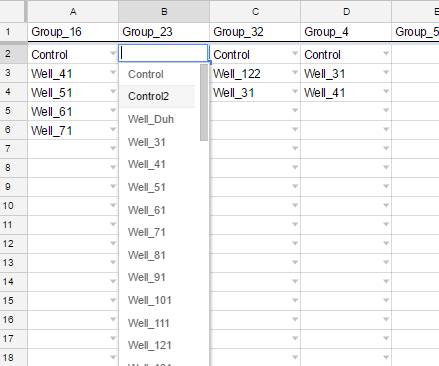 A B C D E
1 Group_16 Group_23 Group_32 Group_4 Group_5
2 Control Control Control
3 Well_41 Control Well_122 Well_31
4 Well_51 Control2 Well_31 Well_41
5 Well_61 Well_Duh
6 Well_71 Well_31
7 Well_41
8
9 Well_51
10 Well_61
11 Well_71
12 Well_81
13 Well_91
14
15 Well_101
16 Well_111
17 Well_121
18